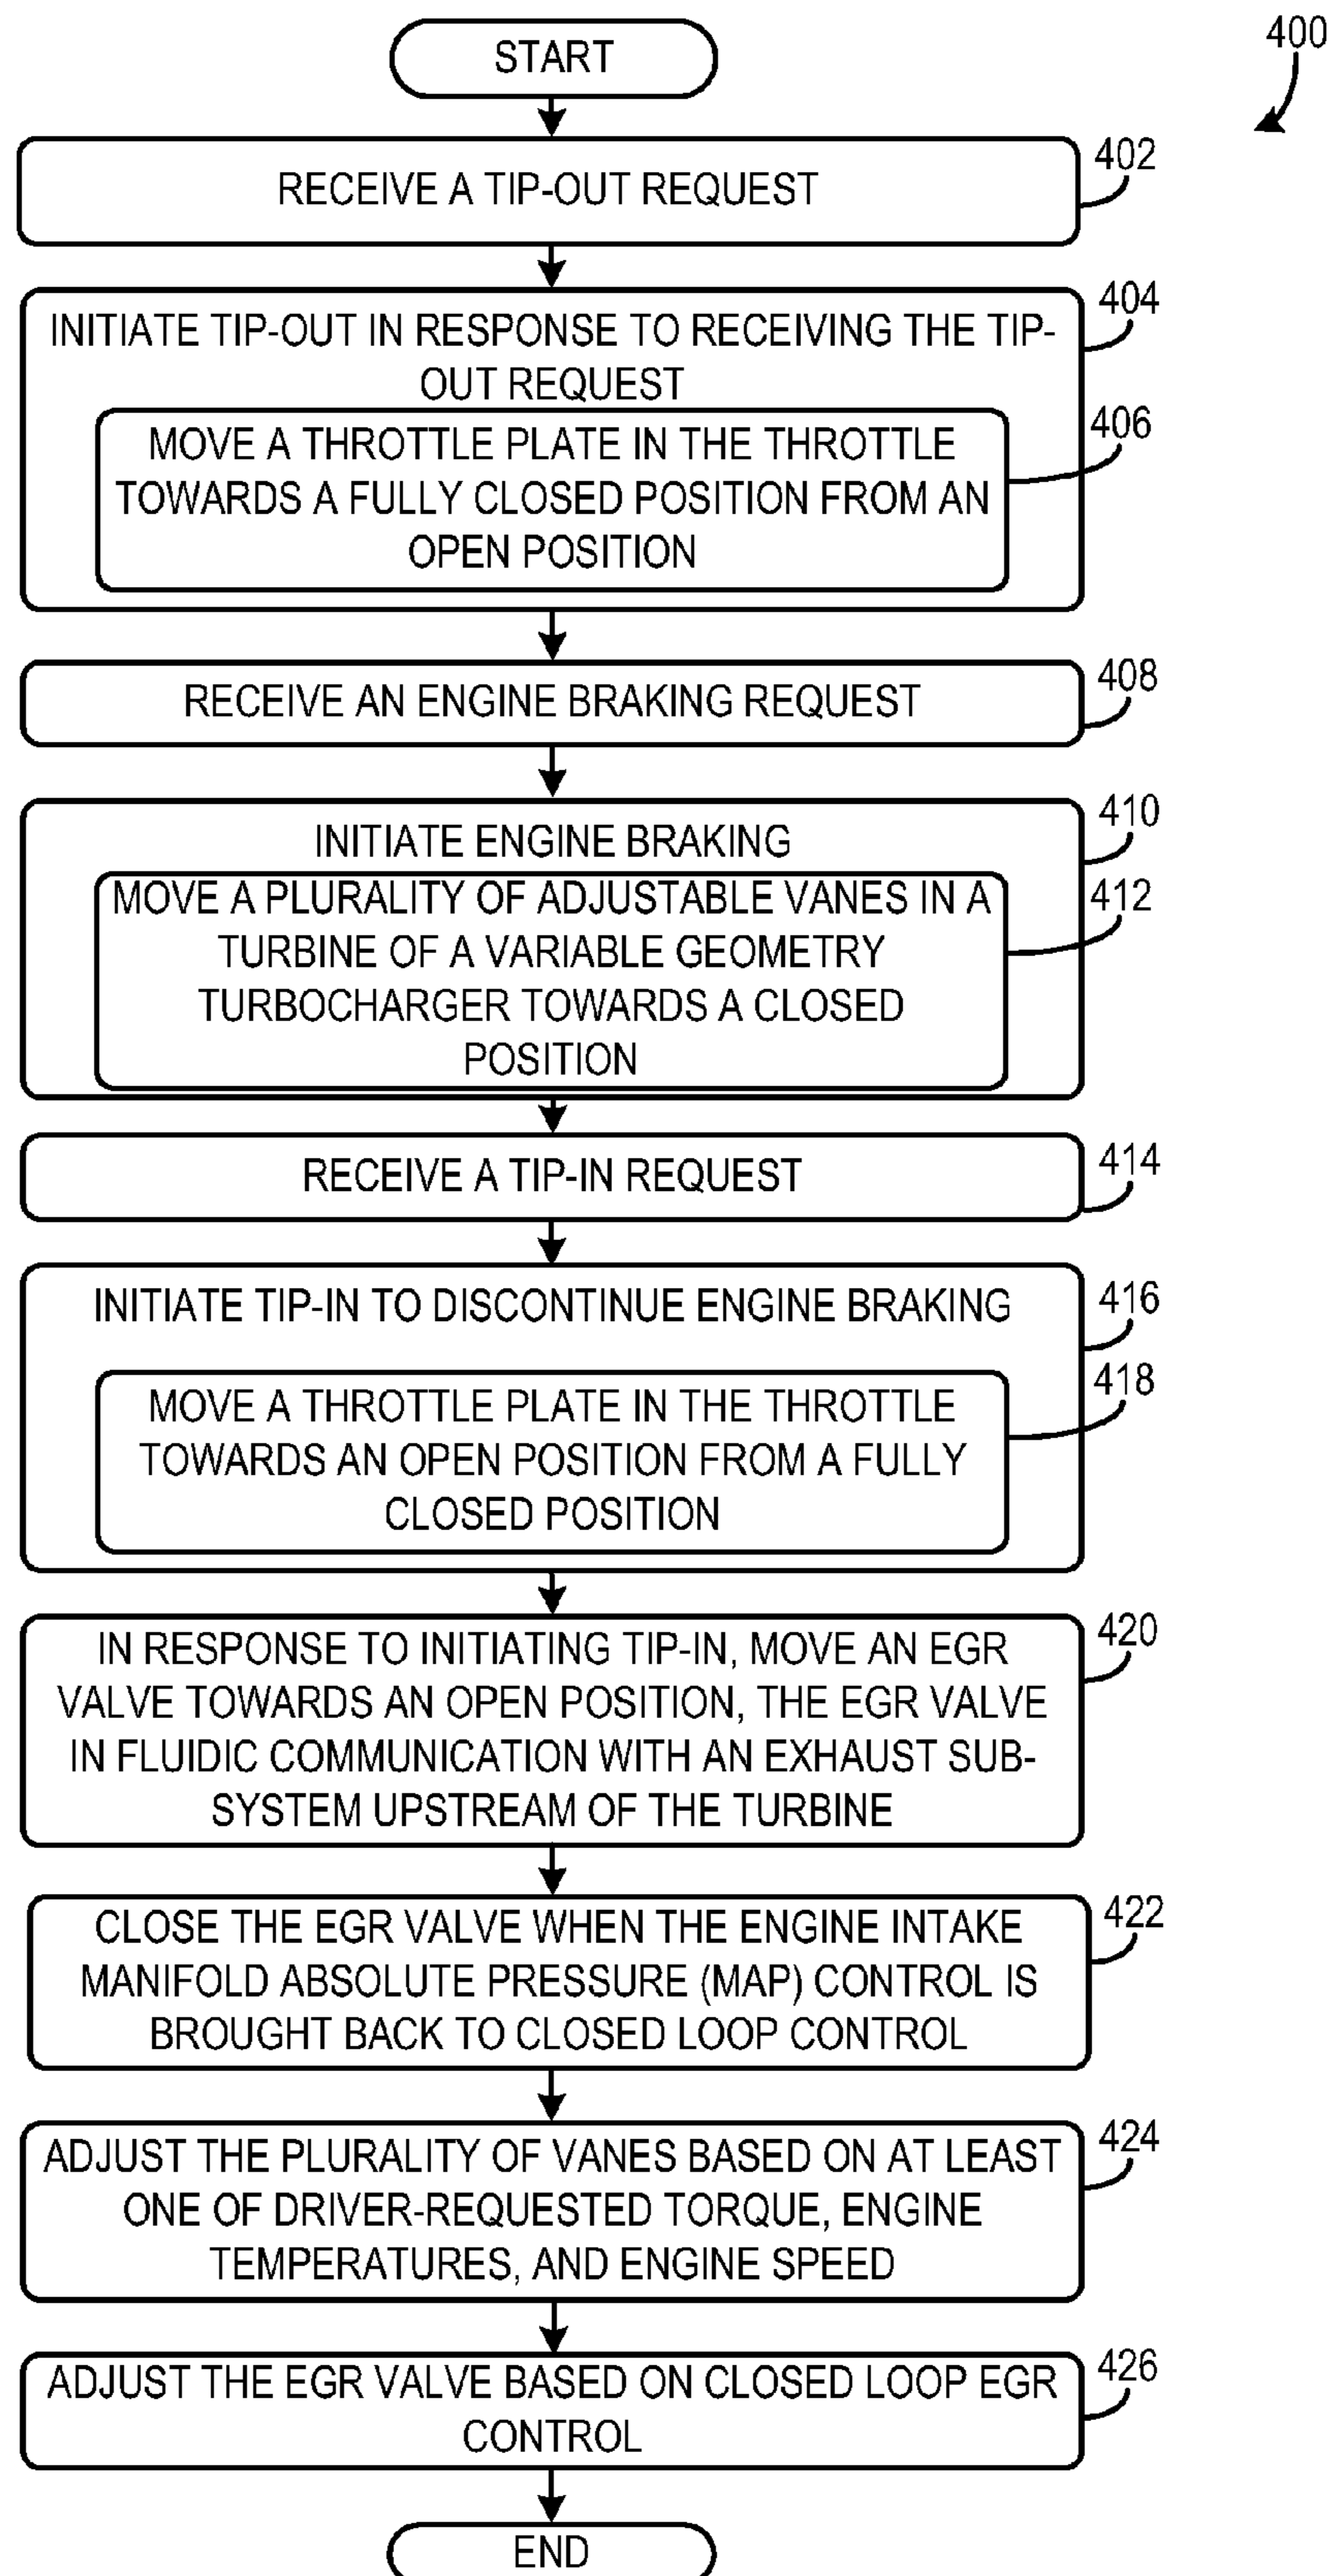 START
400
RECEIVE A TIP-OUT REQUEST
402
INITIATE TIP-OUT IN RESPONSE TO RECEIVING THE TIP-
OUT REQUEST
404
MOVE A THROTTLE PLATE IN THE THROTTLE
TOWARDS A FULLY CLOSED POSITION FROM AN
OPEN POSITION
406
RECEIVE AN ENGINE BRAKING REQUEST
408
INITIATE ENGINE BRAKING
410
MOVE A PLURALITY OF ADJUSTABLE VANES IN A
TURBINE OF A VARIABLE GEOMETRY
TURBOCHARGER TOWARDS A CLOSED
POSITION
412
RECEIVE A TIP-IN REQUEST
414
INITIATE TIP-IN TO DISCONTINUE ENGINE BRAKING
416
MOVE A THROTTLE PLATE IN THE THROTTLE
TOWARDS AN OPEN POSITION FROM A FULLY
CLOSED POSITION
418
IN RESPONSE TO INITIATING TIP-IN, MOVE AN EGR
VALVE TOWARDS AN OPEN POSITION, THE EGR VALVE
IN FLUIDIC COMMUNICATION WITH AN EXHAUST SUB-
SYSTEM UPSTREAM OF THE TURBINE
420
CLOSE THE EGR VALVE WHEN THE ENGINE INTAKE
MANIFOLD ABSOLUTE PRESSURE (MAP) CONTROL IS
BROUGHT BACK TO CLOSED LOOP CONTROL
422
ADJUST THE PLURALITY OF VANES BASED ON AT LEAST
ONE OF DRIVER-REQUESTED TORQUE, ENGINE
TEMPERATURES, AND ENGINE SPEED
424
ADJUST THE EGR VALVE BASED ON CLOSED LOOP EGR
CONTROL
426
END